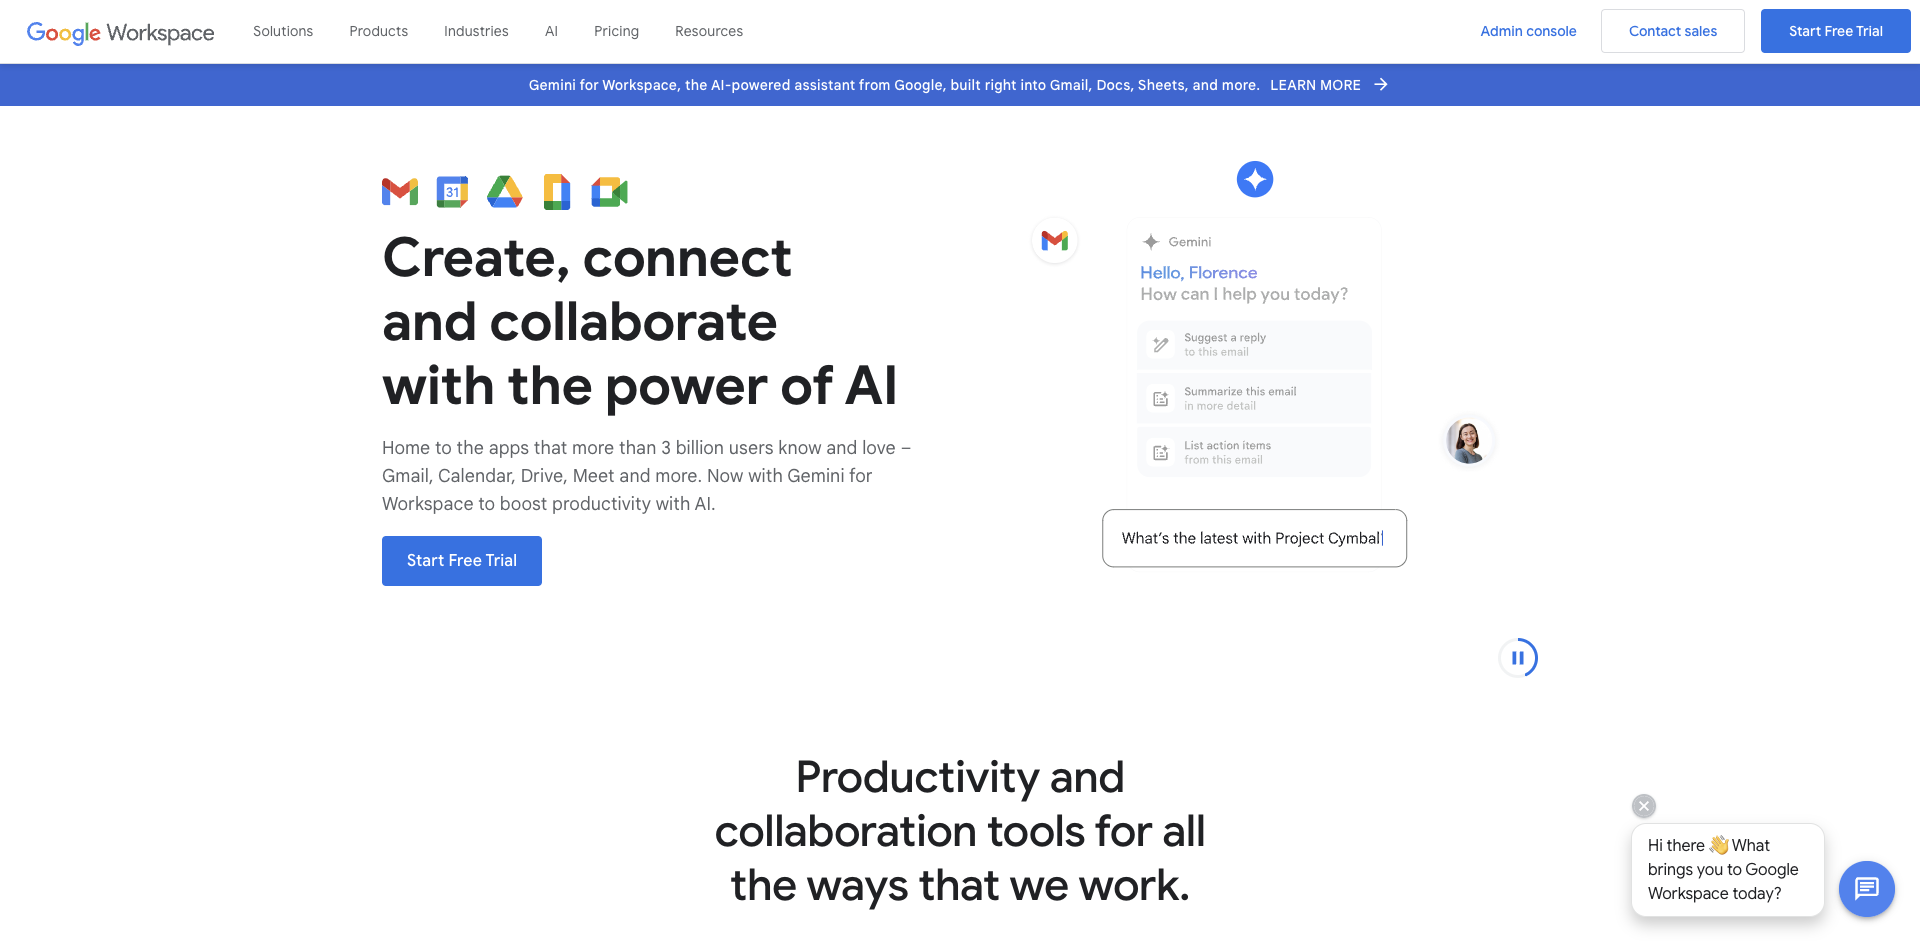 Google Workspace
Solutions
Products
Industries
AI
Pricing
Resources
Admin console
Contact sales
Start Free Trial
Gemini for Workspace, the AI-powered assistant from Google, built right into Gmail, Docs, Sheets, and more. LEARN MORE
31
Create, connect
and collaborate
with the power of AI
Home to the apps that more than 3 billion users know and love –
Gmail, Calendar, Drive, Meet and more. Now with Gemini for
Workspace to boost productivity with AI.
Start Free Trial
Gemini
Hello, Florence
How can I help you today?
Suggest a reply
to this email
Summarize this email
in more detail
List action items
from this email
What's the latest with Project Cymbal
Productivity and
collaboration tools for all
the ways that we work.
Hi there 👋 What
brings you to Google
Workspace today?